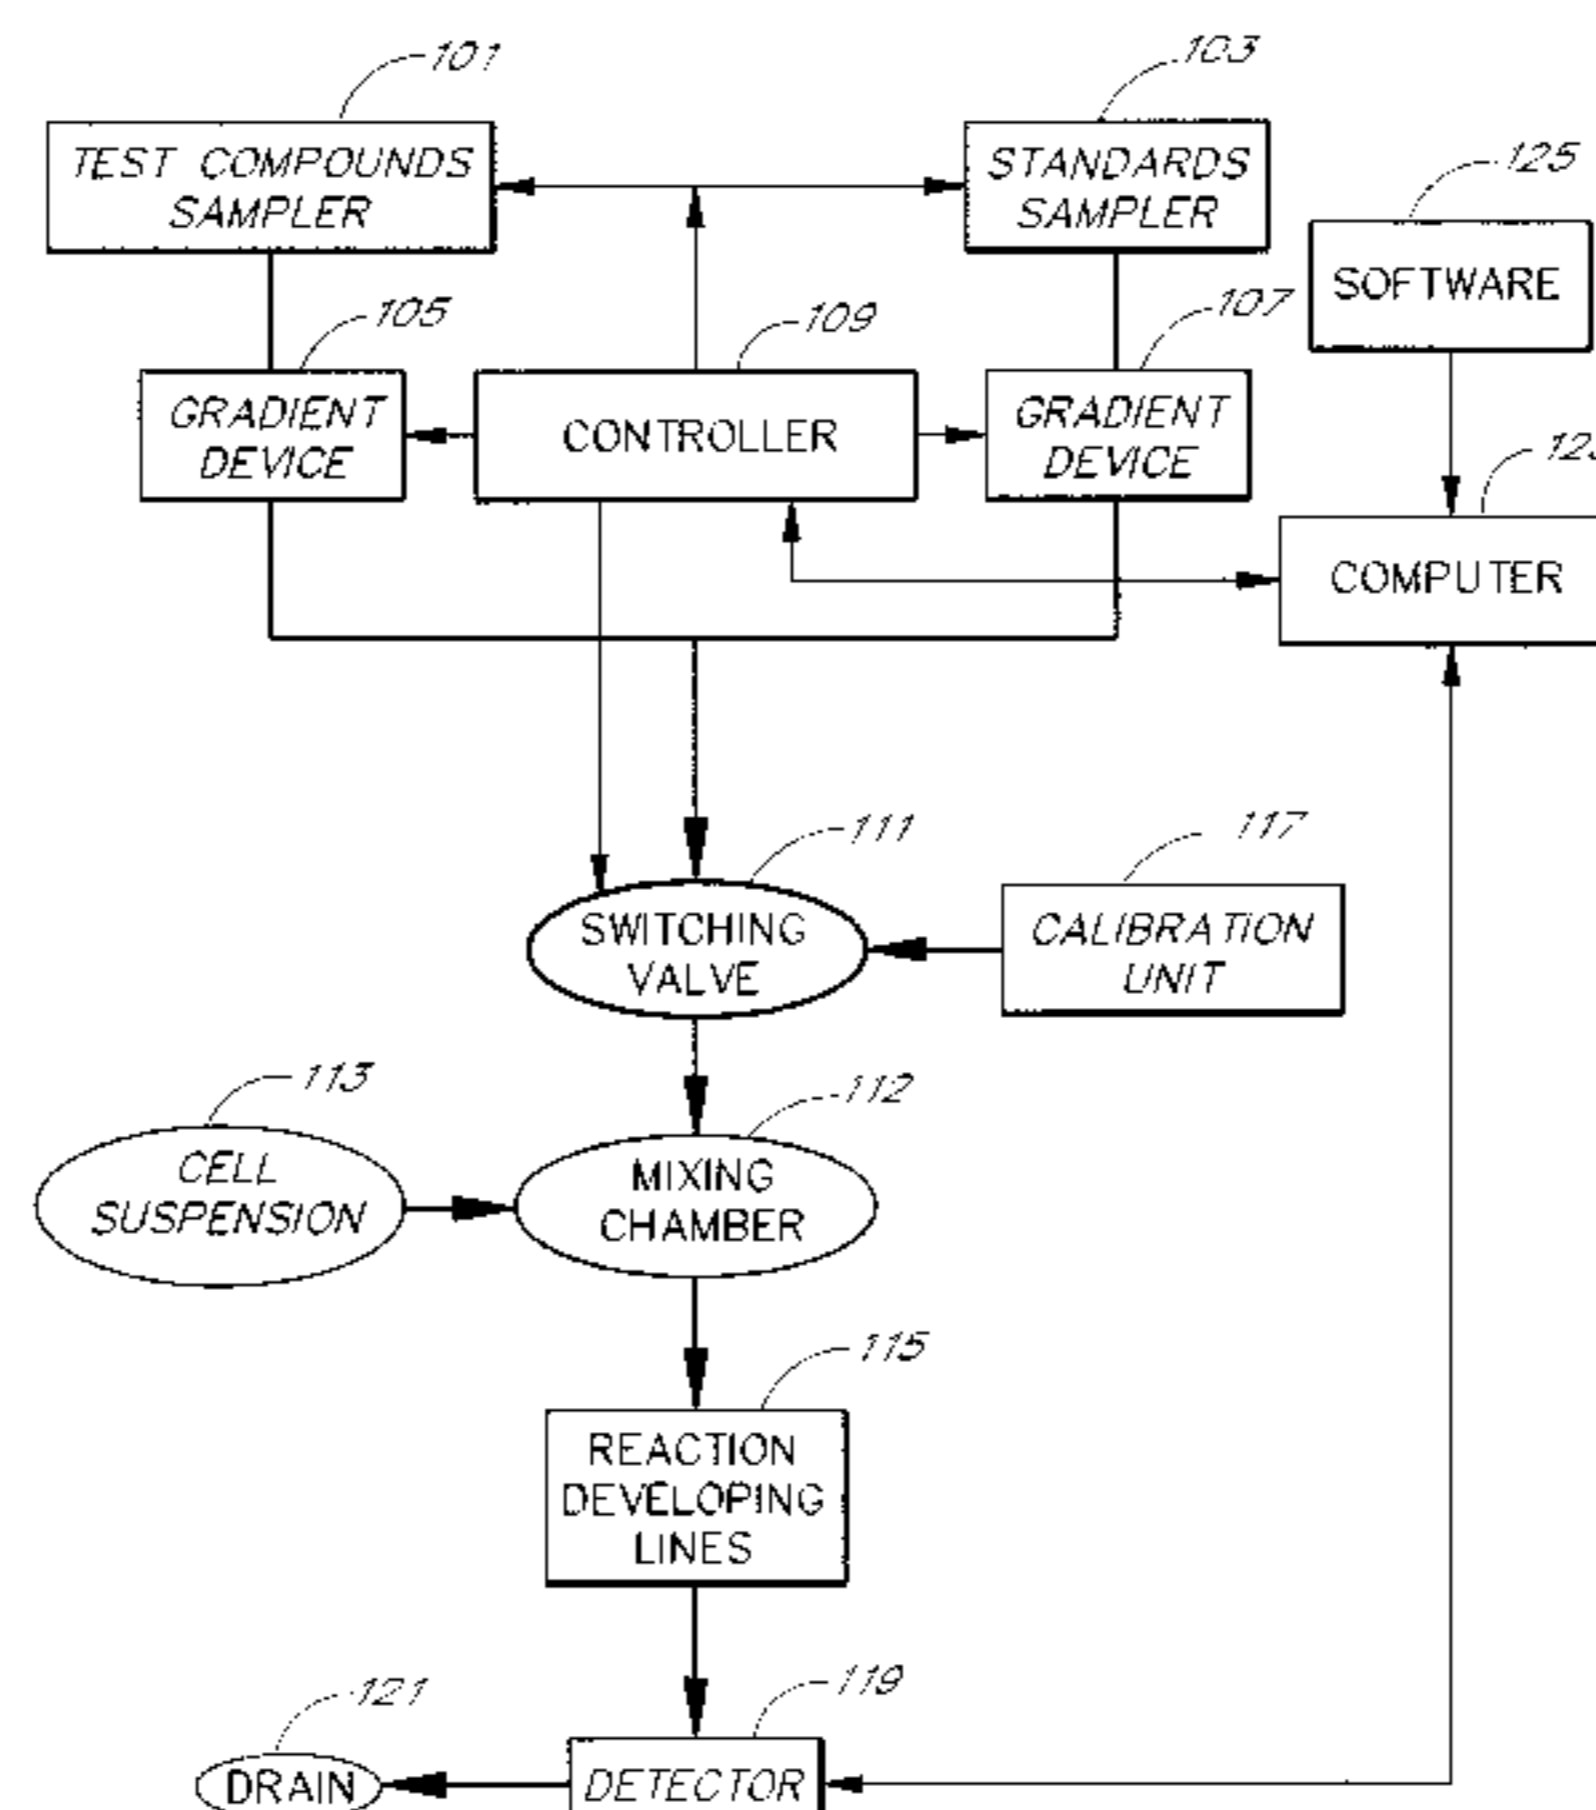 101
103
TEST COMPOUNDS
SAMPLER
STANDARDS
SAMPLER
125
SOFTWARE
105
109
107
GRADIENT
DEVICE
CONTROLLER
GRADIENT
DEVICE
COMPUTER
111
117
SWITCHING
VALVE
CALIBRATION
UNIT
113
112
CELL
SUSPENSION
MIXING
CHAMBER
115
REACTION
DEVELOPING
LINES
121
119
DRAIN
DETECTOR